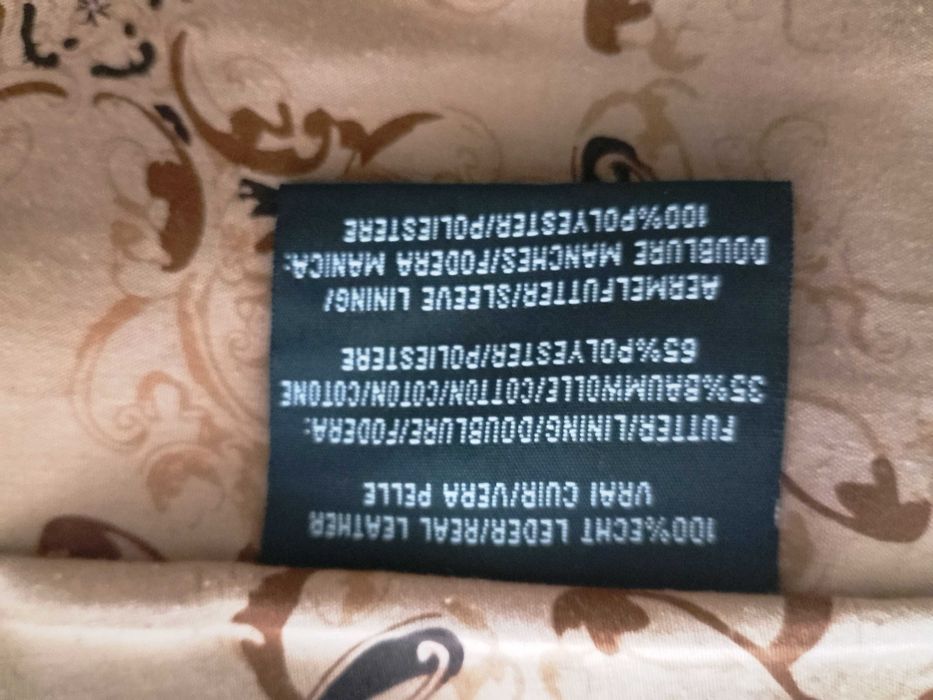 100%ECHT LEDER/REAL LEATHER
VRAI CUIR/VERA PELLE
FUTTER/LINING/DOUBLURE/FODERA:
35%BAUMWOLLE/COTTON/COTON/COTONE
65%POLYESTER/POLIESTERE
AERMELFUTTER/SLEEVE LINING/
DOUBLURE MANCHES/FODERA MANICA:
100%POLYESTER/POLIESTERE